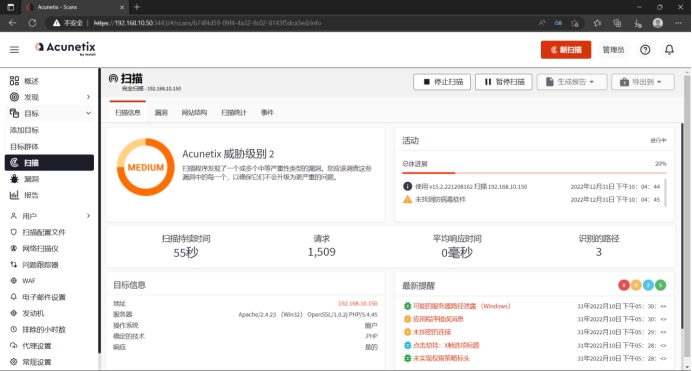 Acunetix - Scans
不安全 | https://192.168.10.50:3443/#/scans/b74f4d59-09f4-4a32-8c02-8143f5dca5ed/info
Acunetix
by Invicti
新扫描
管理员
概述
发现
目标
添加目标
目标群体
扫描
漏洞
报告
用户
扫描配置文件
网络扫描仪
问题跟踪器
WAF
电子邮件设置
发动机
排除的小时数
代理设置
常规设置
扫描
完全扫描 - 192.168.10.150
停止扫描
暂停扫描
生成报告
导出到
扫描信息
漏洞
网站结构
扫描统计
事件
MEDIUM
Acunetix 威胁级别 2
扫描程序发现了一个或多个中等严重性类型的漏洞。您应该调查这些
漏洞中的每一个，以确保它们不会升级为更严重的问题。
活动
进行中
总体进展
20%
使用 v15.2.221208162 扫描 192.168.10.150
2022年12月31日 下午10：04：44
未找到防病毒软件
2022年12月31日 下午10：04：45
扫描持续时间
55秒
请求
1,509
平均响应时间
0毫秒
识别的路径
3
目标信息
地址
192.168.10.150
服务器
Apache/2.4.23 （Win32） OpenSSL/1.0.2j PHP/5.4.45
操作系统
窗户
确定的技术
.PHP
响应
是的
最新提醒
可能的服务器路径泄露（Windows）
31年2022月10日 下午05：30：<>
应用程序错误消息
31年2022月10日 下午05：30：<>
未加密的连接
31年2022月10日 下午05：29：<>
点击劫持：X帧选项标题
31年2022月10日 下午05：28：<>
未实现权限策略标头
31年2022月10日 下午05：28：<>